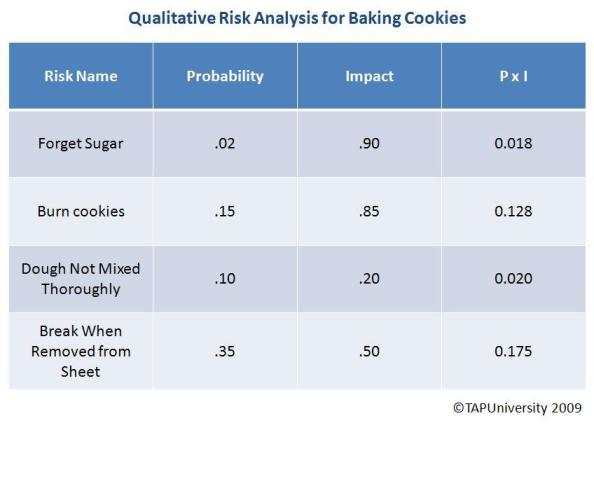 Qualitative Risk Analysis for Baking Cookies
Risk Name Probability Impact P x I
Forget Sugar .02 .90 0.018
Burn cookies .15 .85 0.128
Dough Not Mixed
Thoroughly .10 .20 0.020
Break When
Removed from
Sheet .35 .50 0.175
©TAPUniversity 2009